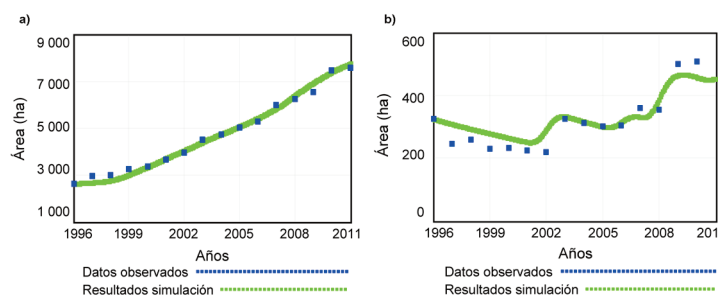 a)
9 000
7 000
5 000
3 000
1 000
Área (ha)
1996
1999
2002
2005
2008
2011
Años
Datos observados
Resultados simulación
b)
600
400
200
0
Área (ha)
1996
1999
2002
2005
2008
2011
Años
Datos observados
Resultados simulación